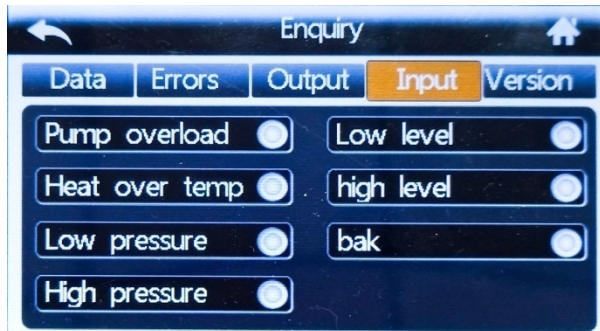 Enquiry
Data Errors Output Input Version
Pump overload
Low level
Heat over temp
high level
Low pressure
bak
High pressure